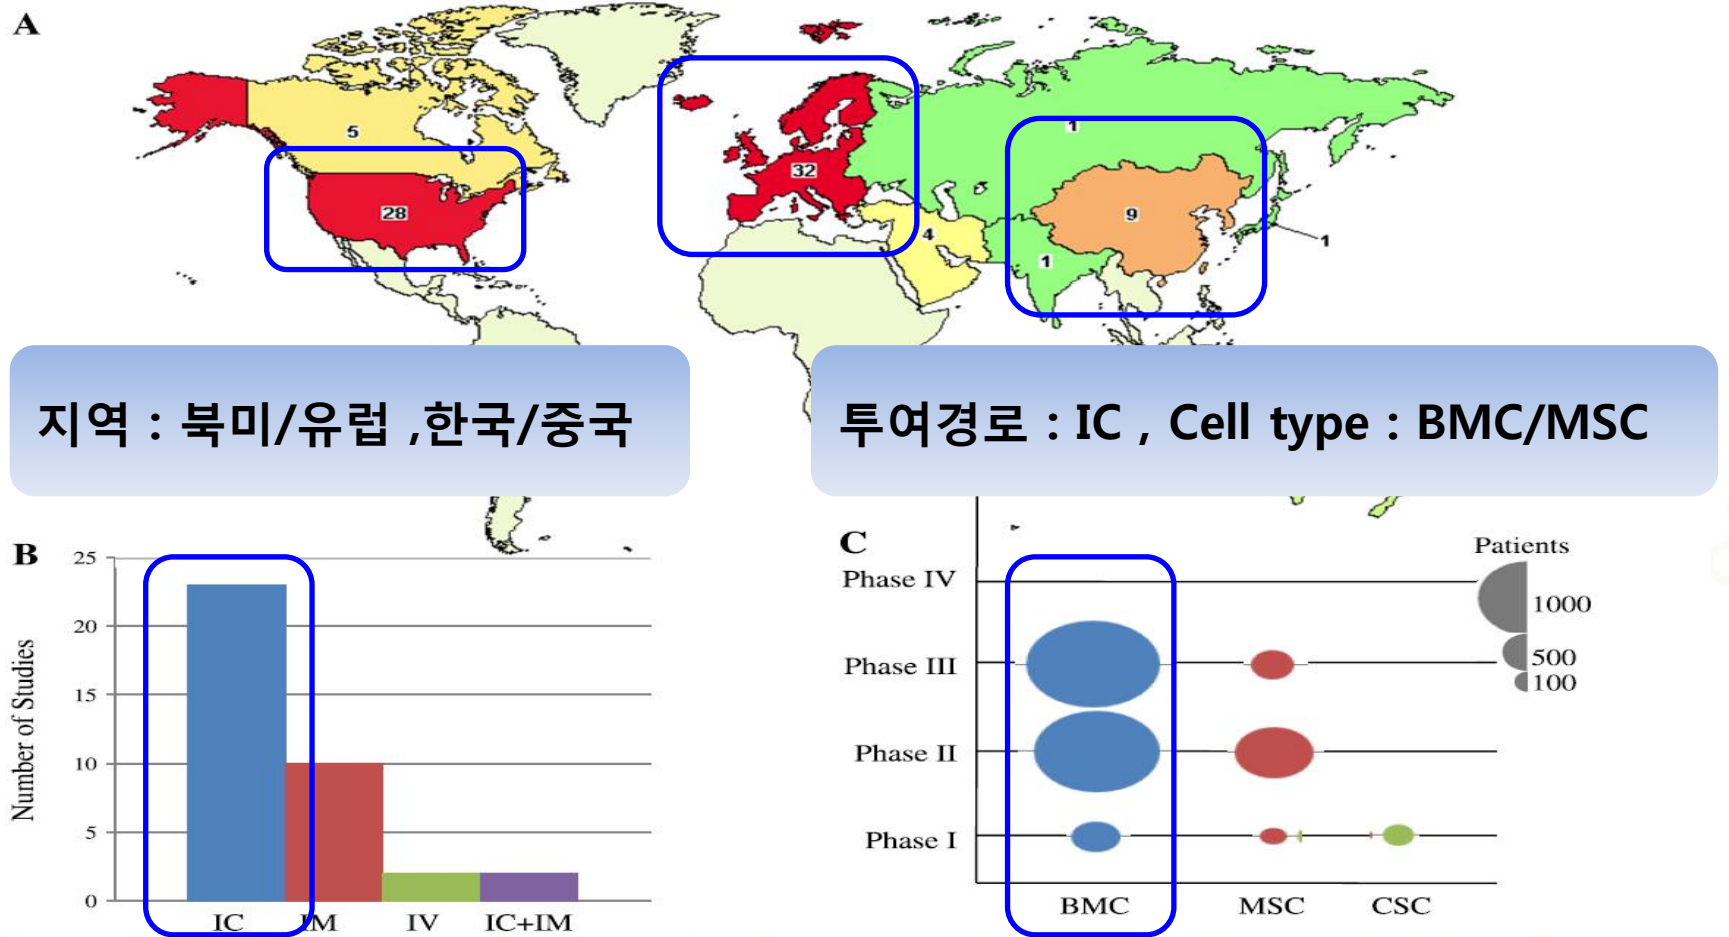 A
5
28
32
4
1
9
1
1
지역 : 북미/유럽 ,한국/중국
투여경로 : IC , Cell type : BMC/MSC
B
Number of Studies
25
20
15
10
5
0
IC
IM
IV
IC+IM
C
Patients
1000
500
100
Phase IV
Phase III
Phase II
Phase I
BMC
MSC
CSC